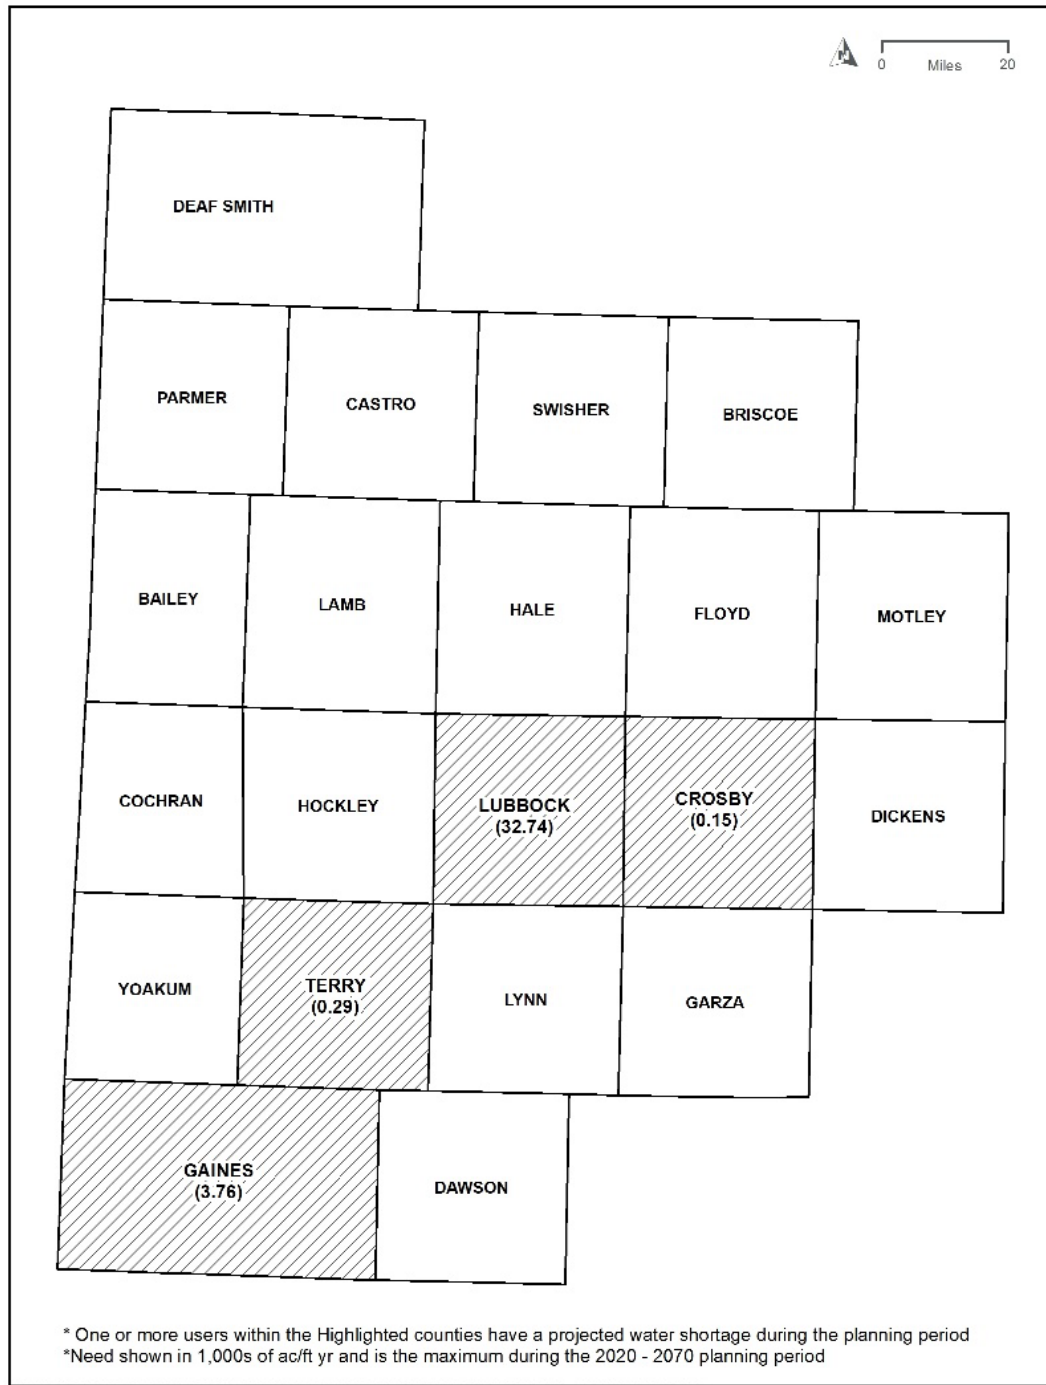 N
0 Miles 20
DEAF SMITH
PARMER
CASTRO
SWISHER
BRISCOE
BAILEY
LAMB
HALE
FLOYD
MOTLEY
COCHRAN
HOCKLEY
LUBBOCK
(32.74)
CROSBY
(0.15)
DICKENS
YOAKUM
TERRY
(0.29)
LYNN
GARZA
GAINES
(3.76)
DAWSON
* One or more users within the Highlighted counties have a projected water shortage during the planning period
*Need shown in 1,000s of ac/ft yr and is the maximum during the 2020 - 2070 planning period